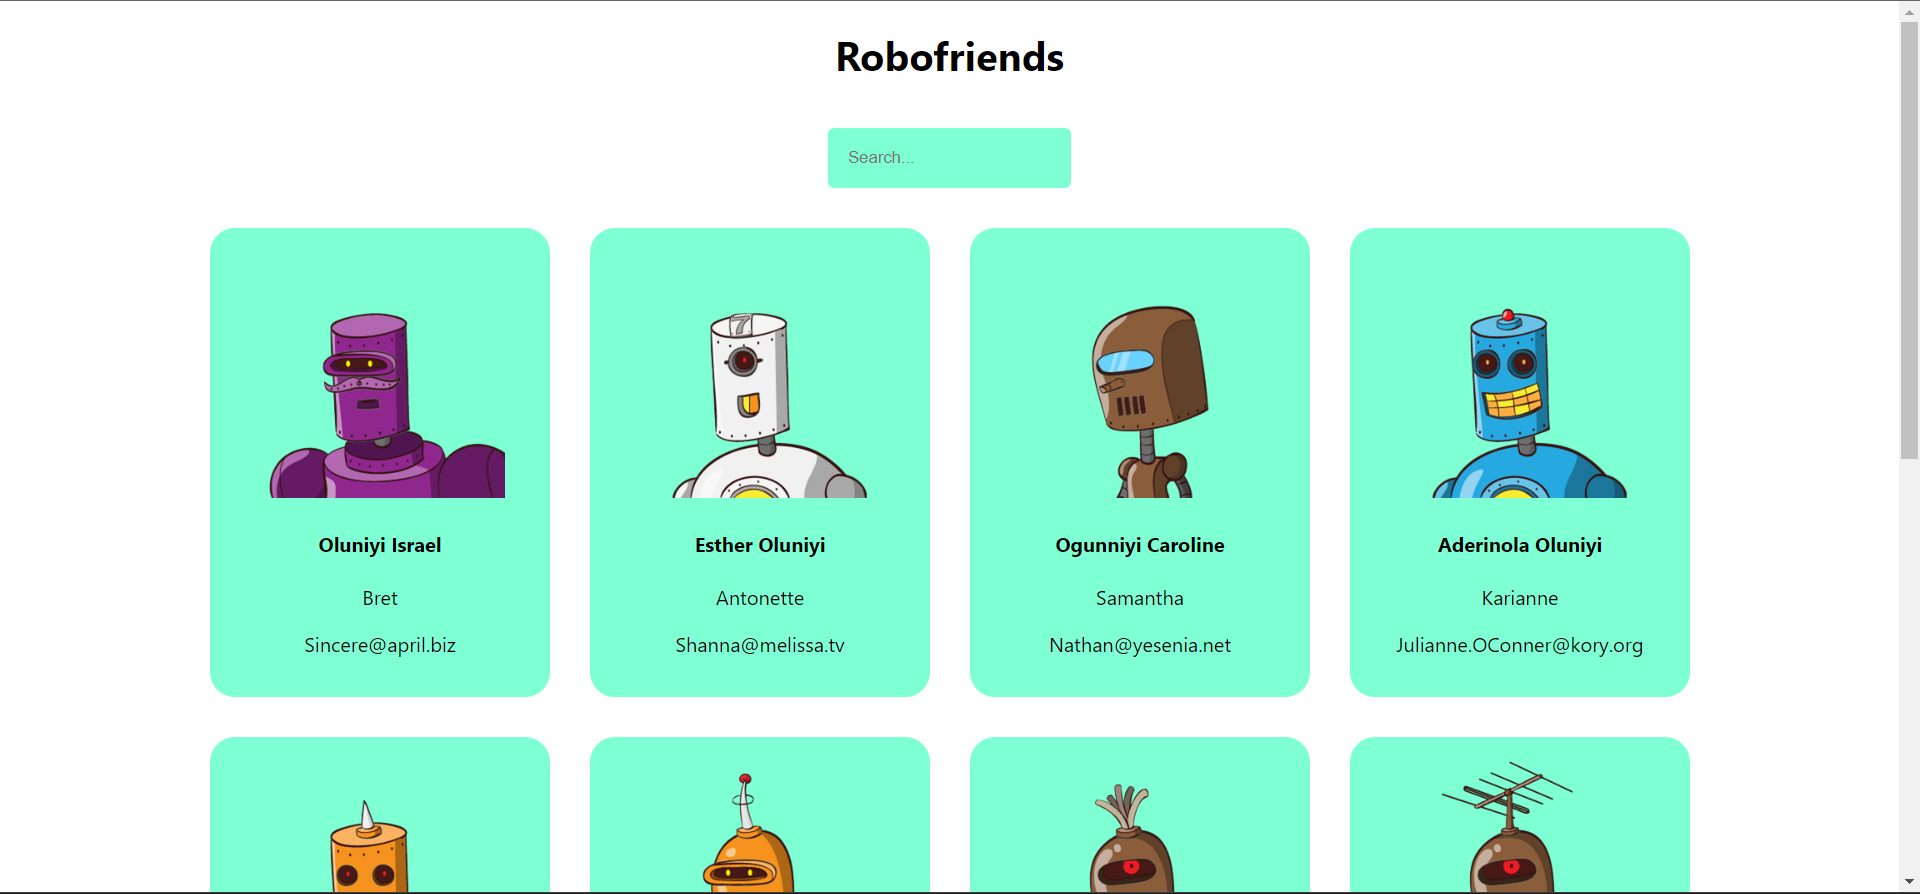 Robofriends
Search...
7
Oluniyi Israel
Esther Oluniyi
Ogunniyi Caroline
Aderinola Oluniyi
Bret
Antonette
Samantha
Karianne
Sincere@april.biz
Shanna@melissa.tv
Nathan@yesenia.net
Julianne.OConner@kory.org